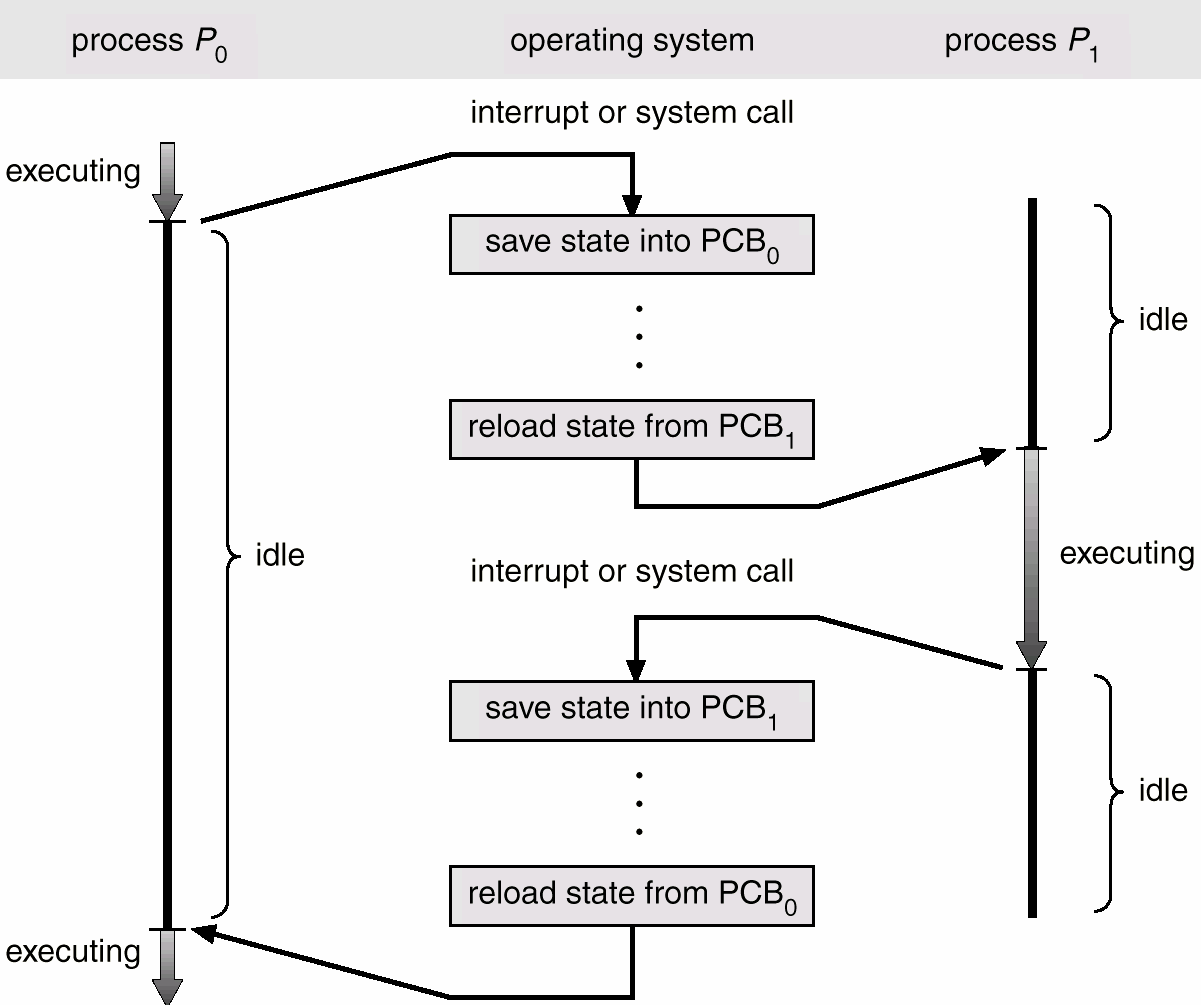 process P0 operating system process P1
interrupt or system call
executing
save state into PCB0
idle
reload state from PCB1
idle
interrupt or system call
executing
save state into PCB1
idle
reload state from PCB0
executing